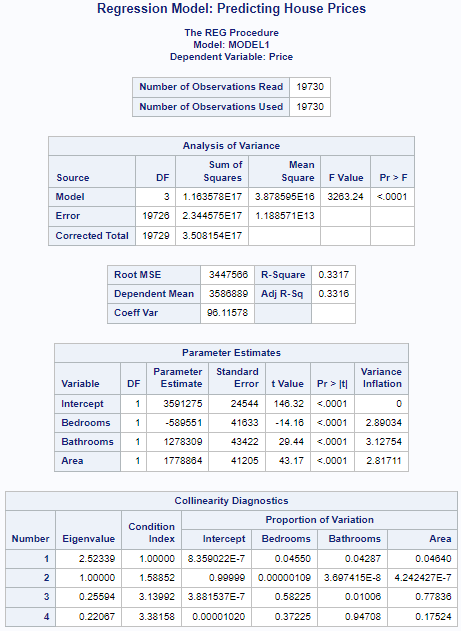 Regression Model: Predicting House Prices
The REG Procedure
Model: MODEL1
Dependent Variable: Price
Number of Observations Read 19730
Number of Observations Used 19730
Analysis of Variance
Source DF Sum of Squares Mean Square F Value Pr > F
Model 3 1.163578E17 3.878595E16 3263.24 <.0001
Error 19726 2.344575E17 1.188571E13
Corrected Total 19729 3.508154E17
Root MSE 3447566 R-Square 0.3317
Dependent Mean 3586889 Adj R-Sq 0.3316
Coeff Var 96.11578
Parameter Estimates
Variable DF Parameter Estimate Standard Error t Value Pr > |t| Variance Inflation
Intercept 1 3591275 24544 146.32 <.0001 0
Bedrooms 1 -589551 41633 -14.16 <.0001 2.89034
Bathrooms 1 1278309 43422 29.44 <.0001 3.12754
Area 1 1778864 41205 43.17 <.0001 2.81711
Collinearity Diagnostics
Number Eigenvalue Condition Index Proportion of Variation
Intercept Bedrooms Bathrooms Area
1 2.52339 1.00000 8.359022E-7 0.04550 0.04287 0.04640
2 1.00000 1.58852 0.99999 0.00000109 3.697415E-8 4.242427E-7
3 0.25594 3.13992 3.881537E-7 0.58225 0.01006 0.77836
4 0.22067 3.38158 0.00001020 0.37225 0.94708 0.17524